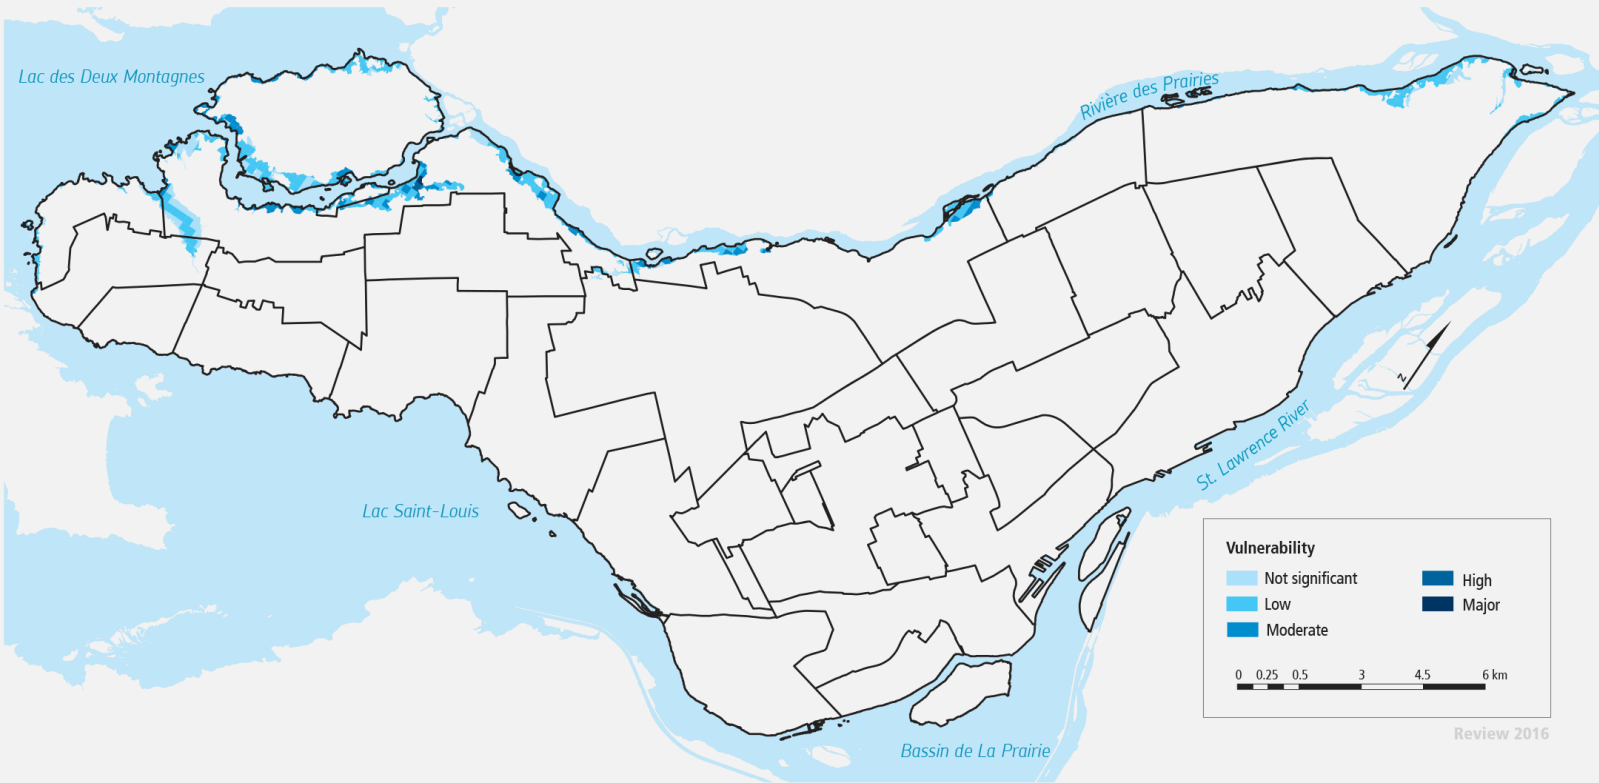 Lac des Deux Montagnes
Rivière des Prairies
N
St. Lawrence River
Lac Saint-Louis
Vulnerability
Not significant
Low
Moderate
High
Major
0 0.25 0.5 3 4.5 6 km
Review 2016
Bassin de La Prairie